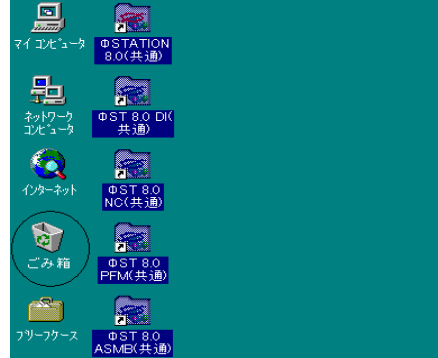 マイ コンピュータ
ΦSTATION
8.0(共通)
ネットワーク
コンピュータ
ΦST 8.0 DI(
共通)
インターネット
ΦST 8.0
NC(共通)
ごみ箱
ΦST 8.0
PFM(共通)
ブリーフケース
ΦST 8.0
ASMB(共通)